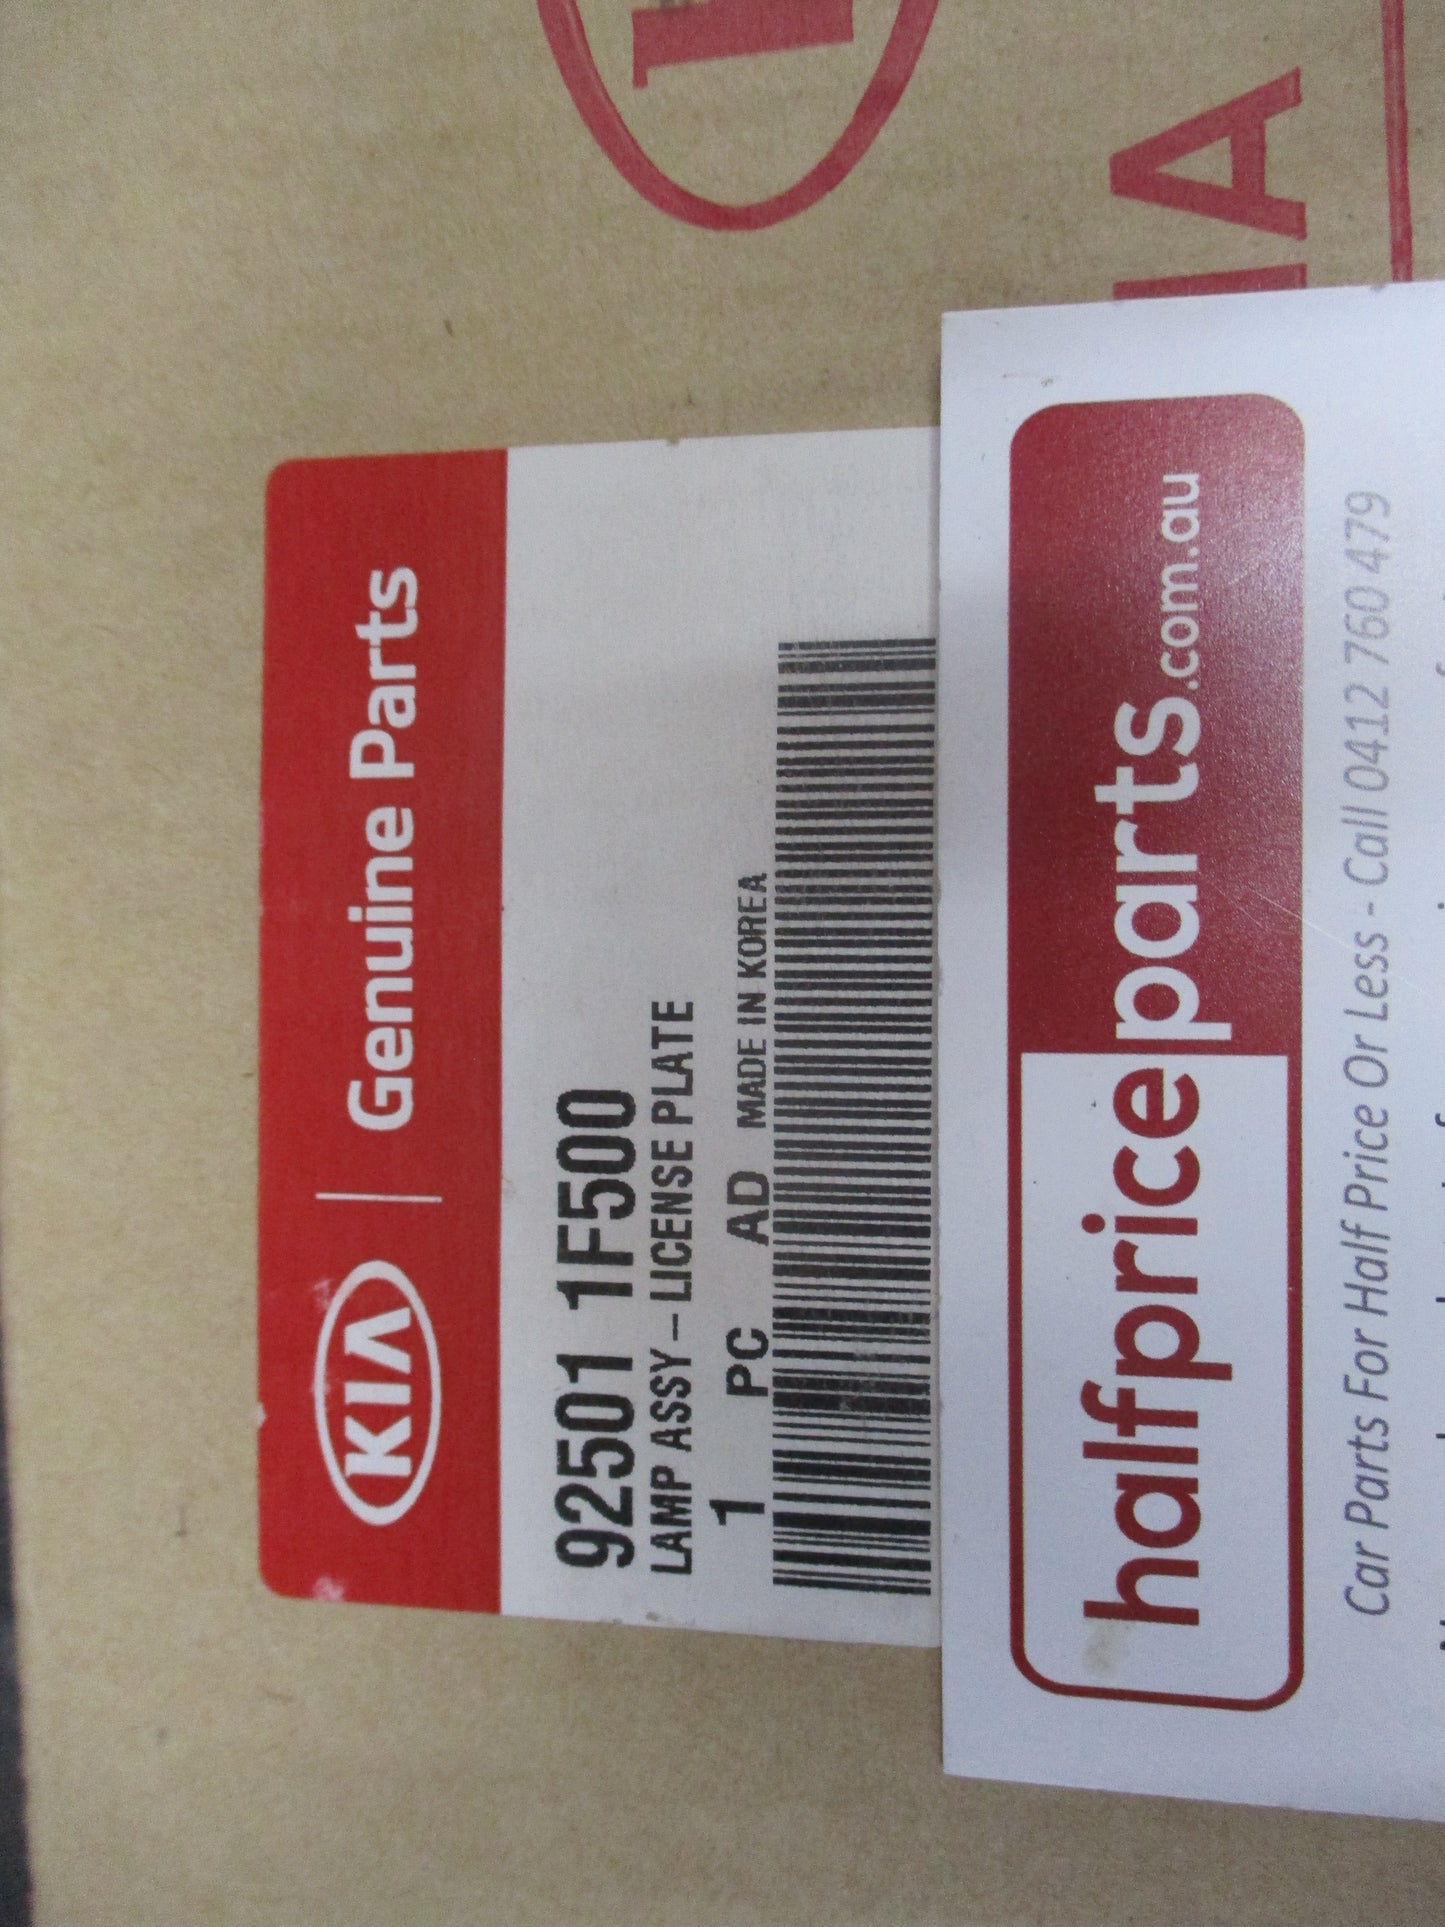 KIA
KIA Genuine Parts
92501 1F500
LAMP ASSY-LICENSE PLATE
1 PC AD MADE IN KOREA
halfpriceparts.com.au
Car Parts For Half Price Or Less - Call 0412 760 479